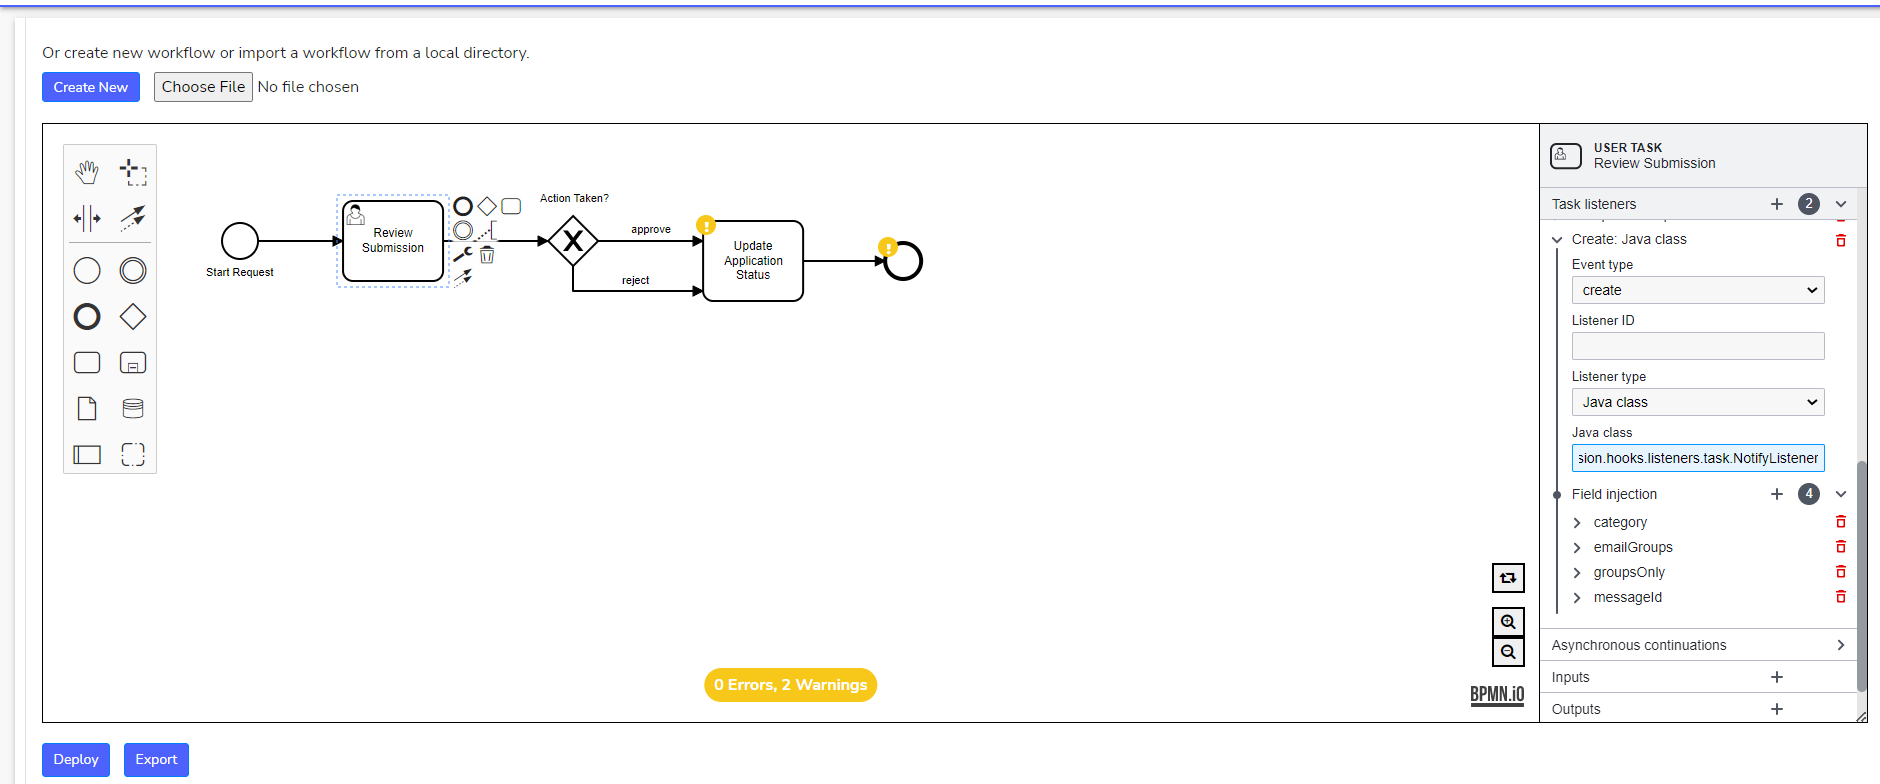 Or create new workflow or import a workflow from a local directory.
Create New
Choose File No file chosen
Start Request
Review
Submission
Action Taken?
approve
reject
Update
Application
Status
0 Errors, 2 Warnings
BPMN.iO
USER TASK
Review Submission
Task listeners
2
Create: Java class
Event type
create
Listener ID
Listener type
Java class
Java class
sion.hooks.listeners.task.NotifyListener
Field injection
4
category
emailGroups
groupsOnly
messageId
Asynchronous continuations
Inputs
Outputs
Deploy
Export